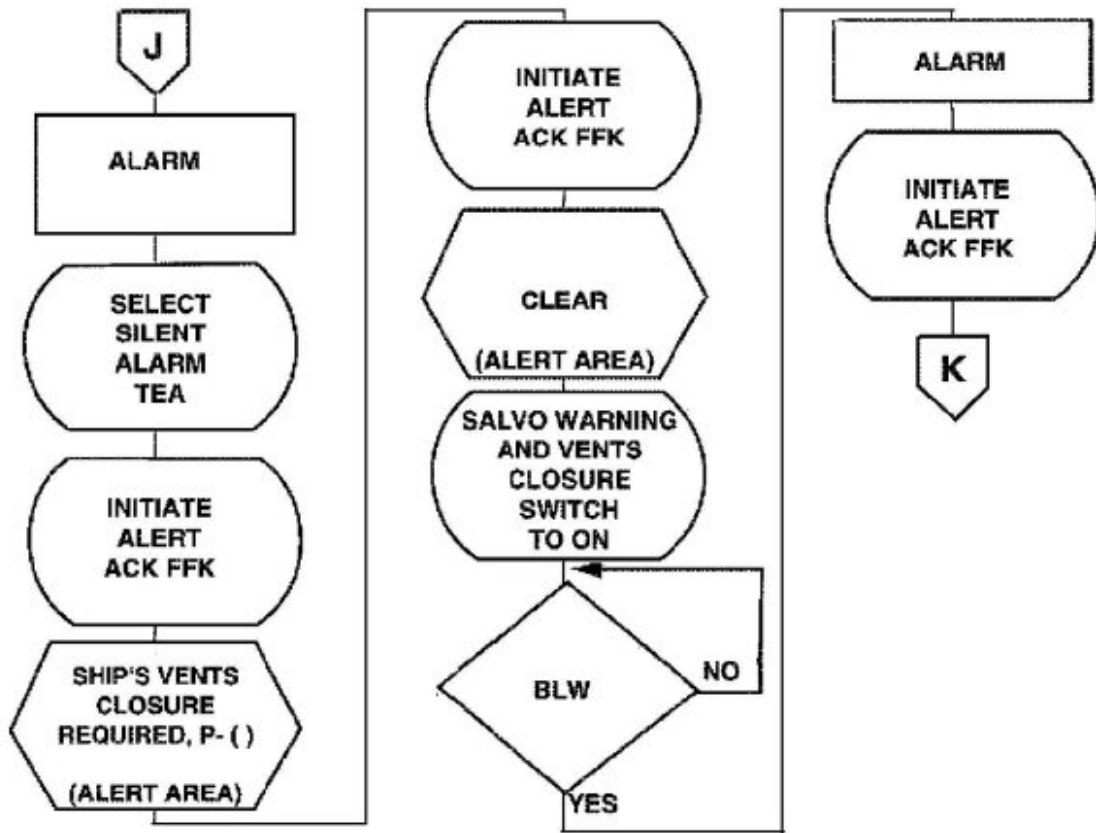 J
ALARM
SELECT
SILENT
ALARM
TEA
INITIATE
ALERT
ACK FFK
SHIP'S VENTS
CLOSURE
REQUIRED, P- ( )
(ALERT AREA)
INITIATE
ALERT
ACK FFK
CLEAR
(ALERT AREA)
SALVO WARNING
AND VENTS
CLOSURE
SWITCH
TO ON
BLW
NO
YES
ALARM
INITIATE
ALERT
ACK FFK
K